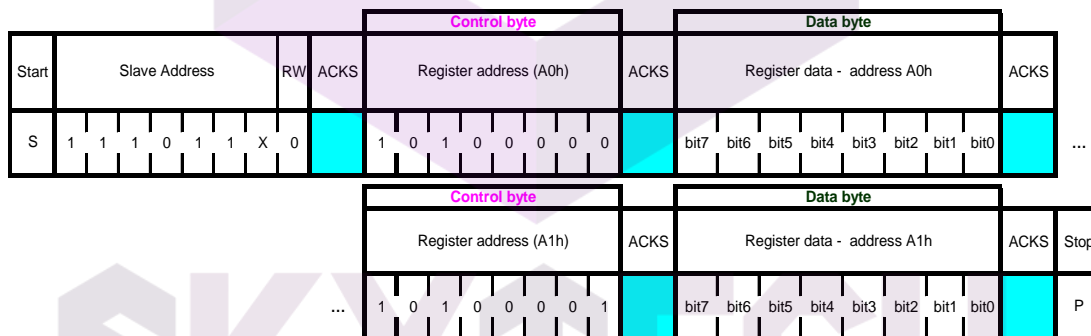 Control byte Data byte
Start Slave Address RW ACKS Register address (A0h) ACKS Register data - address A0h ACKS
S 1 1 1 0 1 1 X 0 1 0 1 0 0 0 0 0 bit7 bit6 bit5 bit4 bit3 bit2 bit1 bit0 ...
Control byte Data byte
Register address (A1h) ACKS Register data - address A1h ACKS Stop
... 1 0 1 0 0 0 0 1 bit7 bit6 bit5 bit4 bit3 bit2 bit1 bit0 P